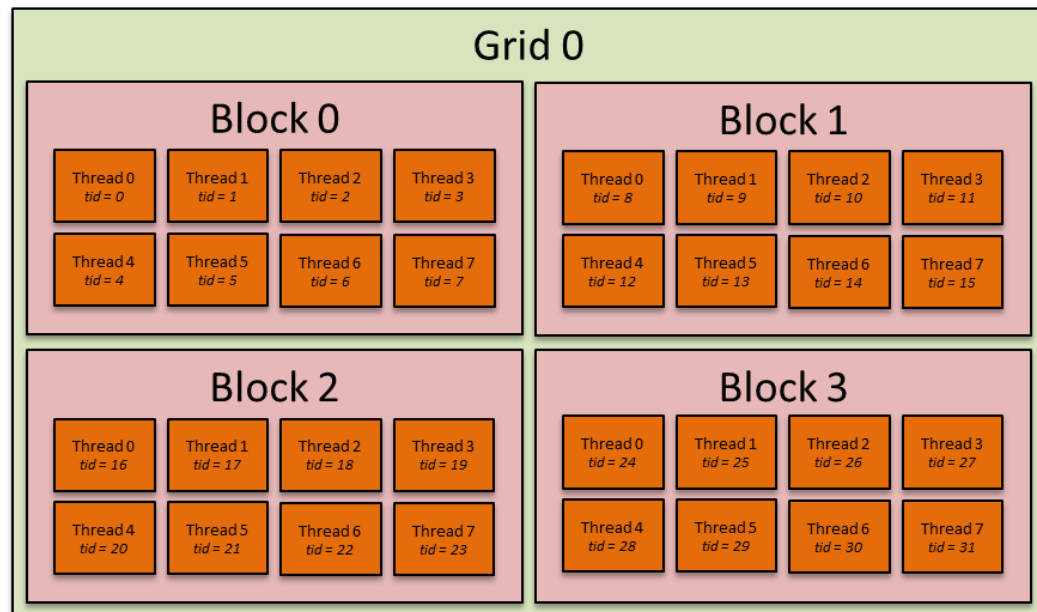 Grid 0
Block 0
Thread 0
tid = 0
Thread 1
tid = 1
Thread 2
tid = 2
Thread 3
tid = 3
Thread 4
tid = 4
Thread 5
tid = 5
Thread 6
tid = 6
Thread 7
tid = 7
Block 1
Thread 0
tid = 8
Thread 1
tid = 9
Thread 2
tid = 10
Thread 3
tid = 11
Thread 4
tid = 12
Thread 5
tid = 13
Thread 6
tid = 14
Thread 7
tid = 15
Block 2
Thread 0
tid = 16
Thread 1
tid = 17
Thread 2
tid = 18
Thread 3
tid = 19
Thread 4
tid = 20
Thread 5
tid = 21
Thread 6
tid = 22
Thread 7
tid = 23
Block 3
Thread 0
tid = 24
Thread 1
tid = 25
Thread 2
tid = 26
Thread 3
tid = 27
Thread 4
tid = 28
Thread 5
tid = 29
Thread 6
tid = 30
Thread 7
tid = 31